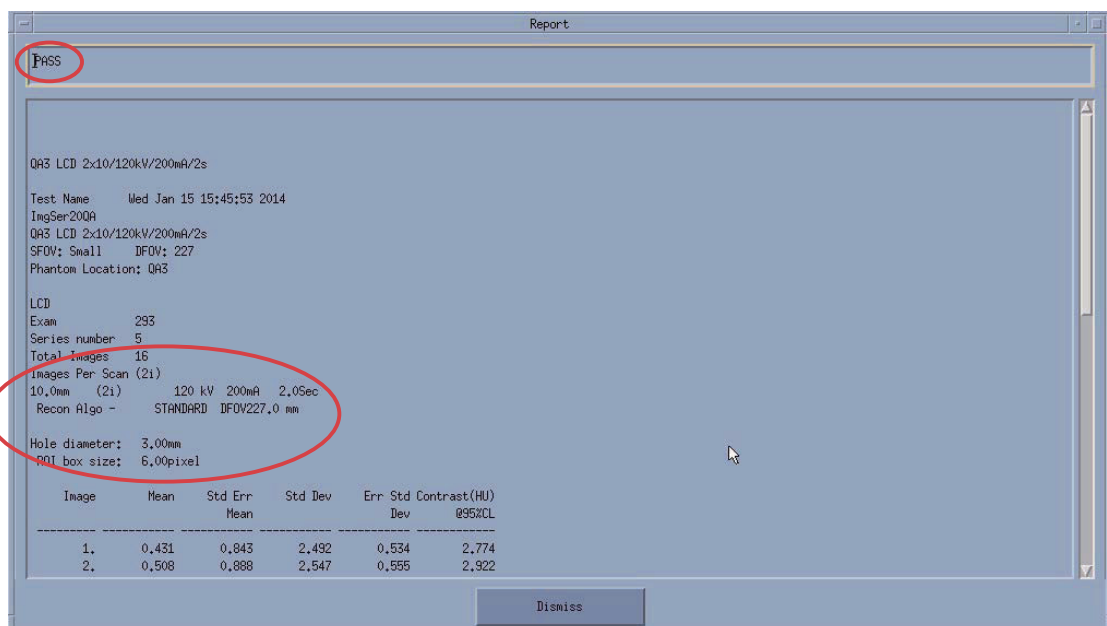 Report
PASS
QA3 LCD 2x10/120kV/200mA/2s
Test Name Wed Jan 15 15:45:53 2014
ImgSer20QA
QA3 LCD 2x10/120kV/200mA/2s
SFOV: Small DFOV: 227
Phantom Location: QA3
LCD
Exam 293
Series number 5
Total Images 16
Images Per Scan (2i)
10.0mm (2i) 120 kV 200mA 2.0Sec
Recon Algo - STANDARD DFOV227.0 mm
Hole diameter: 3.00mm
ROI box size: 6.00pixel
Image Mean Std Err Std Dev Err Std Contrast(HU)
Mean Dev @95%CL
--------- ----------- ----------- ----------- ----------- ------------
1. 0.431 0.843 2.492 0.534 2.774
2. 0.508 0.888 2.547 0.555 2.922
Dismiss